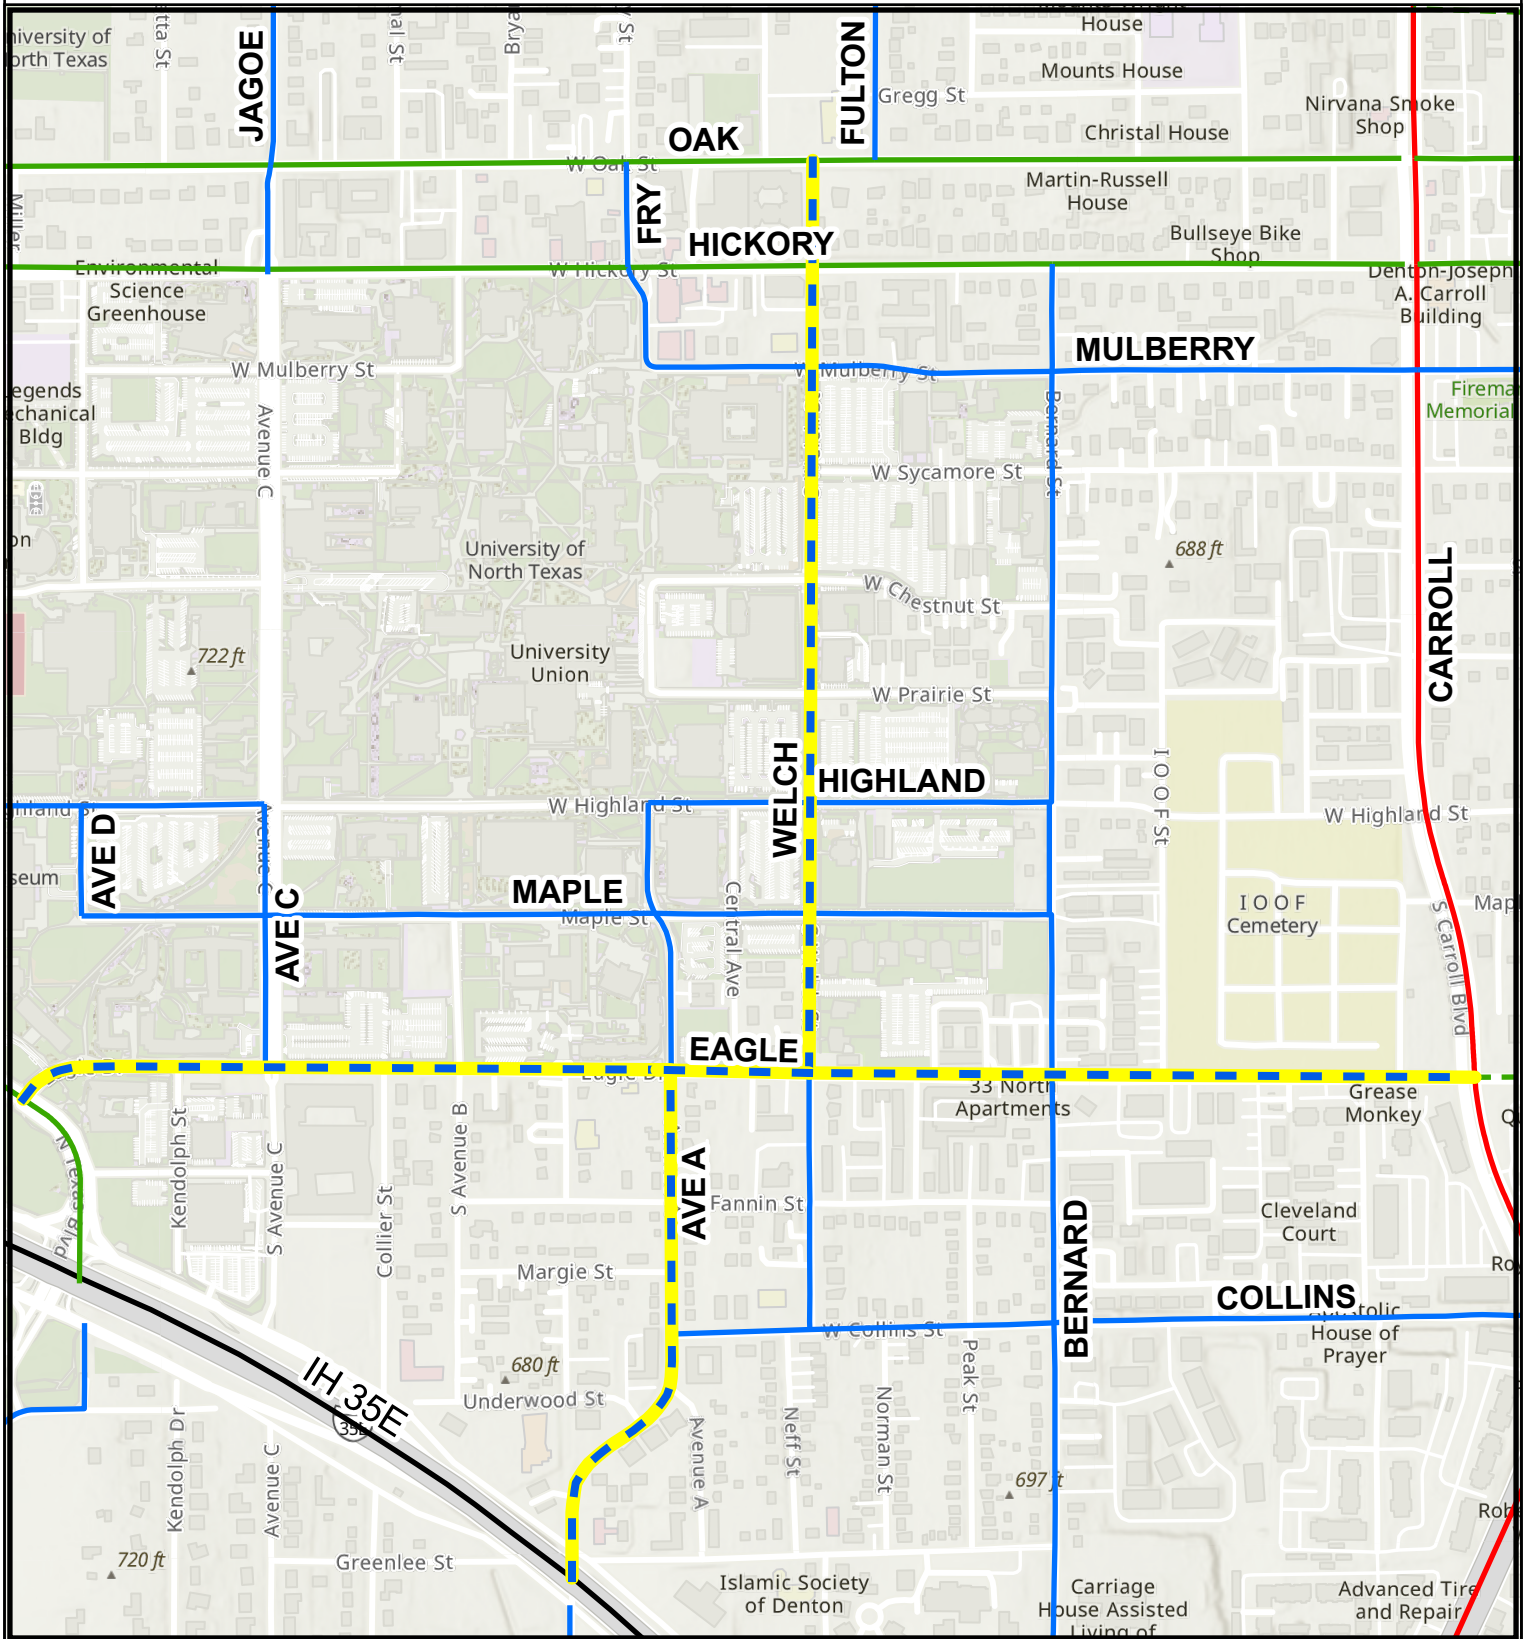 House
JAGOE
FULTON
Mounts House
Gregg St
Nirvana Smoke
Shop
Christal House
OAK
W Oak St
Martin-Russell
House
FRY
HICKORY
Bullseye Bike
Shop
W Hickory St
Environmental
Science
Greenhouse
Denton-Joseph
A. Carroll
Building
MULBERRY
W Mulberry St
W Mulberry St
Avenue C
Bernard St
W Sycamore St
University of
North Texas
688 ft
W Chestnut St
CARROLL
University
Union
722 ft
W Prairie St
WELCH
HIGHLAND
I O O F St
W Highland St
W Highland St
AVE D
Avenue C
AVE C
MAPLE
Maple St
Central Ave
I O O F
Cemetery
S Carroll Blvd
EAGLE
Eagle Dr
33 North
Apartments
Grease
Monkey
N Texas Blvd
Kendolph St
S Avenue C
Collier St
S Avenue B
AVE A
Fannin St
Cleveland
Court
Margie St
BERNARD
COLLINS
W Collins St
Apostolic
House of
Prayer
IH 35E
680 ft
Underwood St
Peak St
Kendolph Dr
Avenue C
Avenue A
Neff St
Norman St
697 ft
720 ft
Greenlee St
Islamic Society
of Denton
Carriage
House Assisted
Living of
Advanced Tire
and Repair